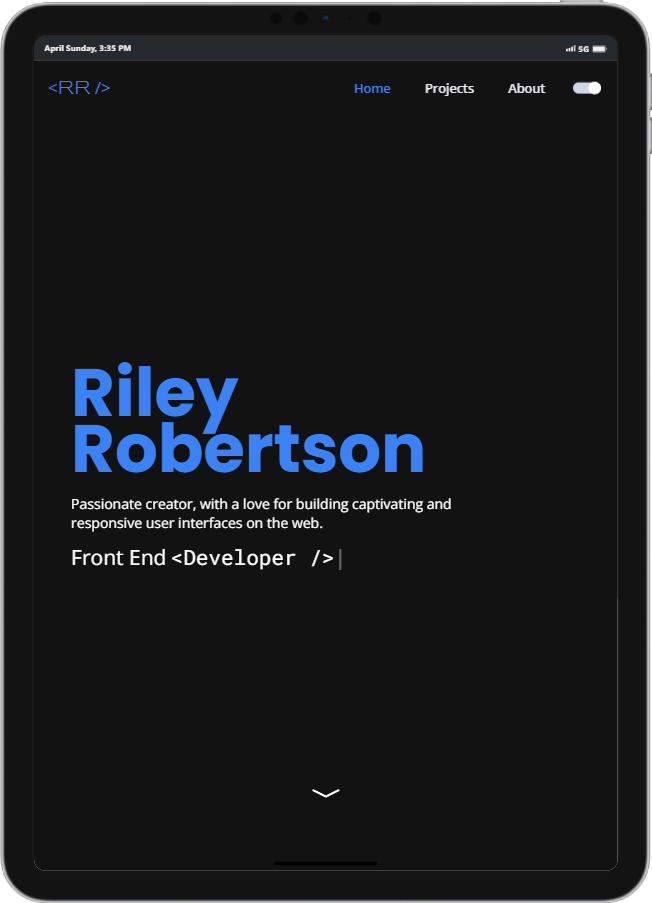 April Sunday, 3:35 PM 5G
<RR /> Home Projects About
Riley
Robertson
Passionate creator, with a love for building captivating and
responsive user interfaces on the web.
Front End <Developer />|